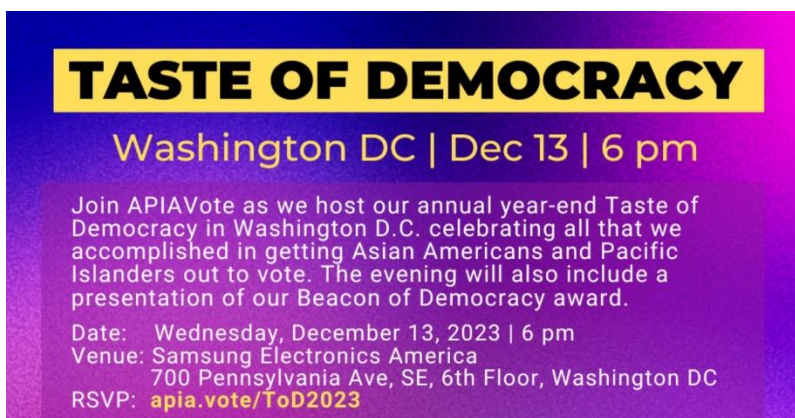 TASTE OF DEMOCRACY
Washington DC | Dec 13 | 6 pm
Join APIAVote as we host our annual year-end Taste of
Democracy in Washington D.C. celebrating all that we
accomplished in getting Asian Americans and Pacific
Islanders out to vote. The evening will also include a
presentation of our Beacon of Democracy award.
Date: Wednesday, December 13, 2023 | 6 pm
Venue: Samsung Electronics America
700 Pennsylvania Ave, SE, 6th Floor, Washington DC
RSVP: apia.vote/ToD2023